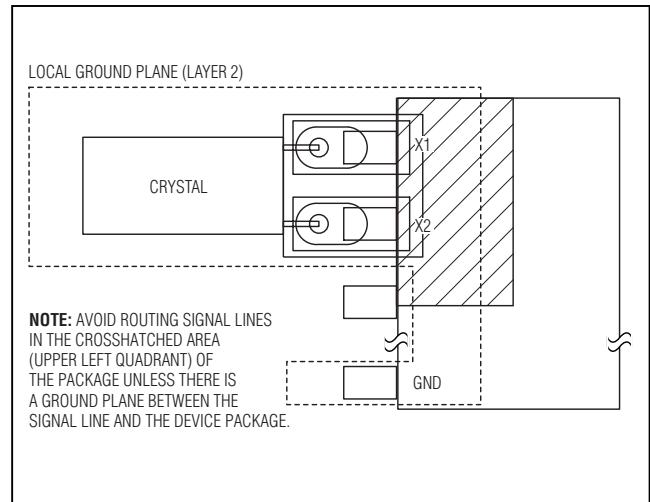 LOCAL GROUND PLANE (LAYER 2)
X1
CRYSTAL
X2
NOTE: AVOID ROUTING SIGNAL LINES
IN THE CROSSHATCHED AREA
(UPPER LEFT QUADRANT) OF
THE PACKAGE UNLESS THERE IS
A GROUND PLANE BETWEEN THE
SIGNAL LINE AND THE DEVICE PACKAGE.
GND